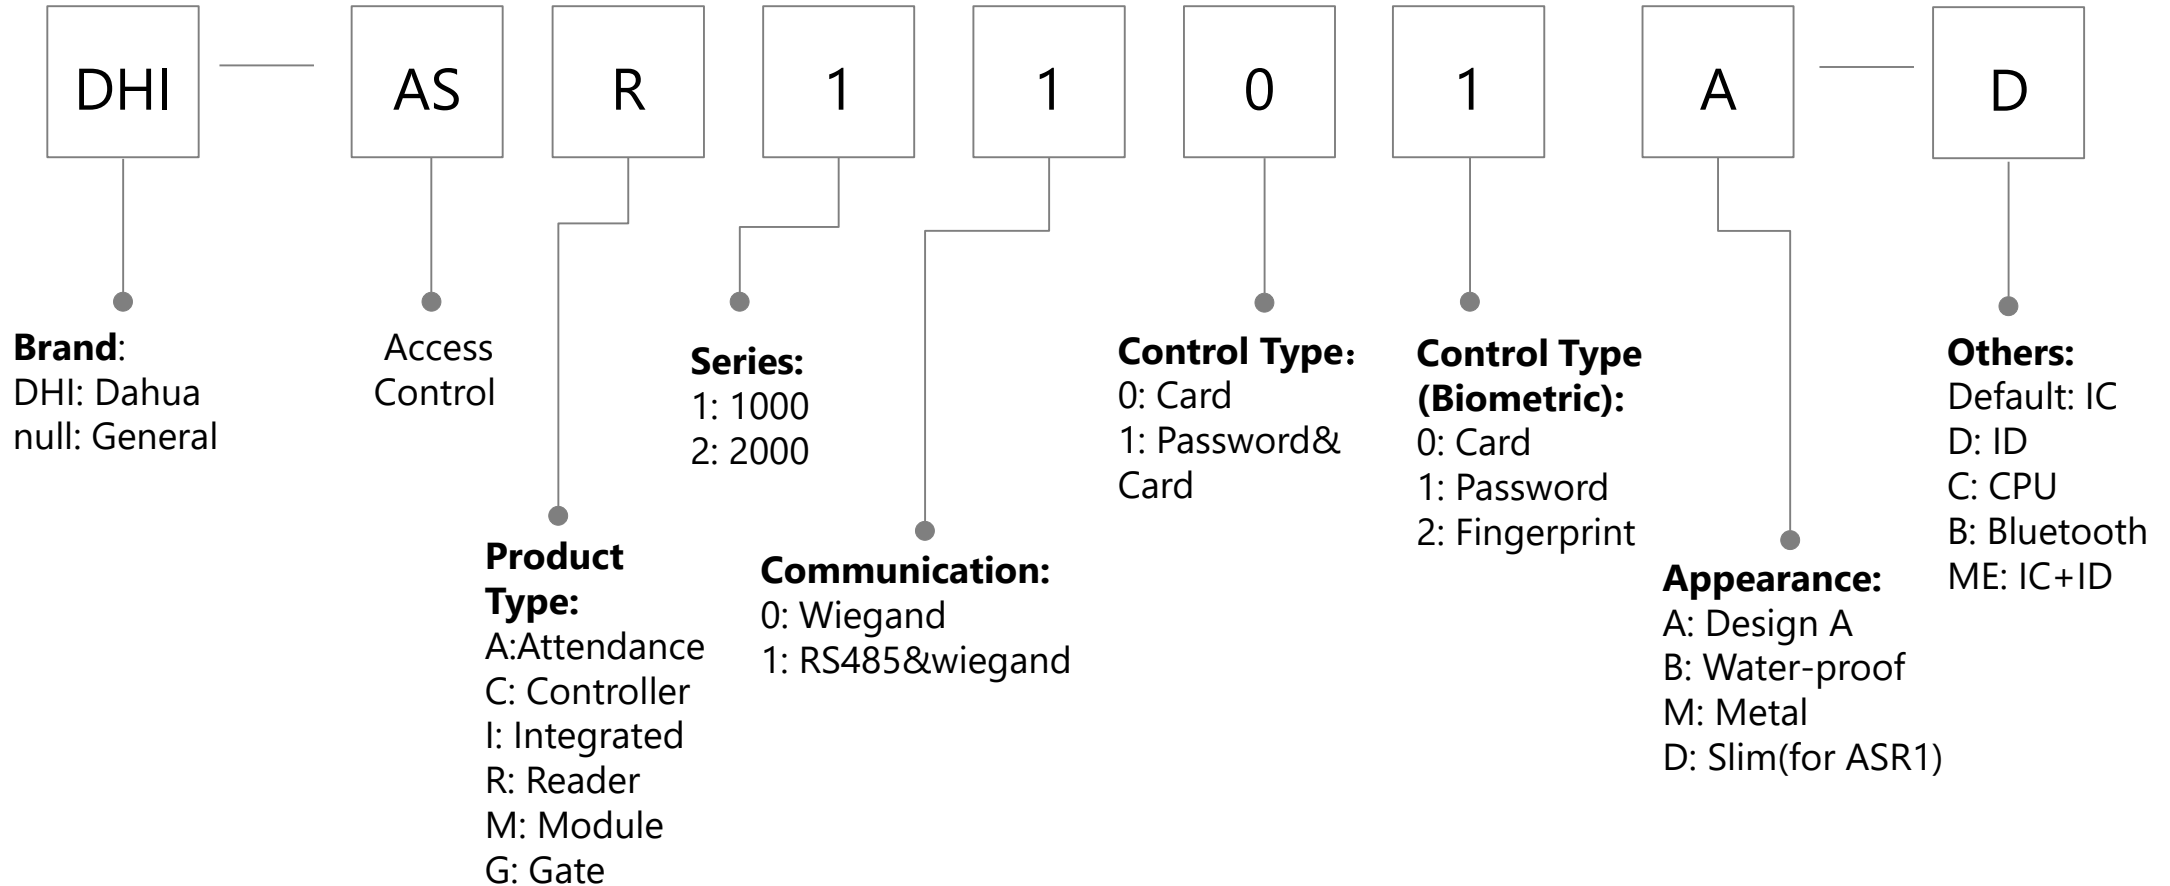 DHI
AS
R
1
1
0
1
A
D
Brand:
DHI: Dahua
null: General
Access
Control
Product
Type:
A:Attendance
C: Controller
I: Integrated
R: Reader
M: Module
G: Gate
Series:
1: 1000
2: 2000
Communication:
0: Wiegand
1: RS485&wiegand
Control Type：
0: Card
1: Password&
Card
Control Type
(Biometric):
0: Card
1: Password
2: Fingerprint
Appearance:
A: Design A
B: Water-proof
M: Metal
D: Slim(for ASR1)
Others:
Default: IC
D: ID
C: CPU
B: Bluetooth
ME: IC+ID